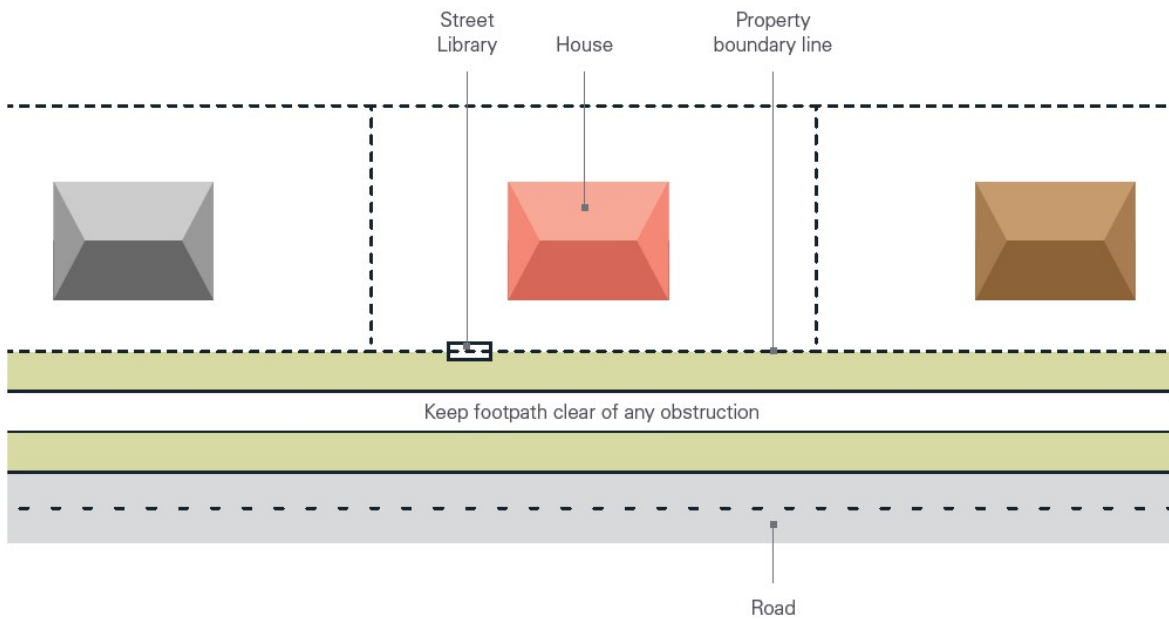 Street
Library
House
Property
boundary line
Keep footpath clear of any obstruction
Road